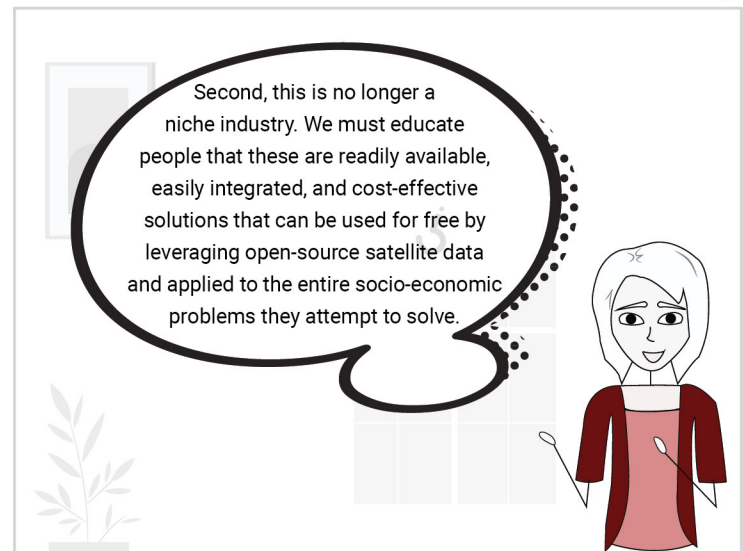 Second, this is no longer a
niche industry. We must educate
people that these are readily available,
easily integrated, and cost-effective
solutions that can be used for free by
leveraging open-source satellite data
and applied to the entire socio-economic
problems they attempt to solve.